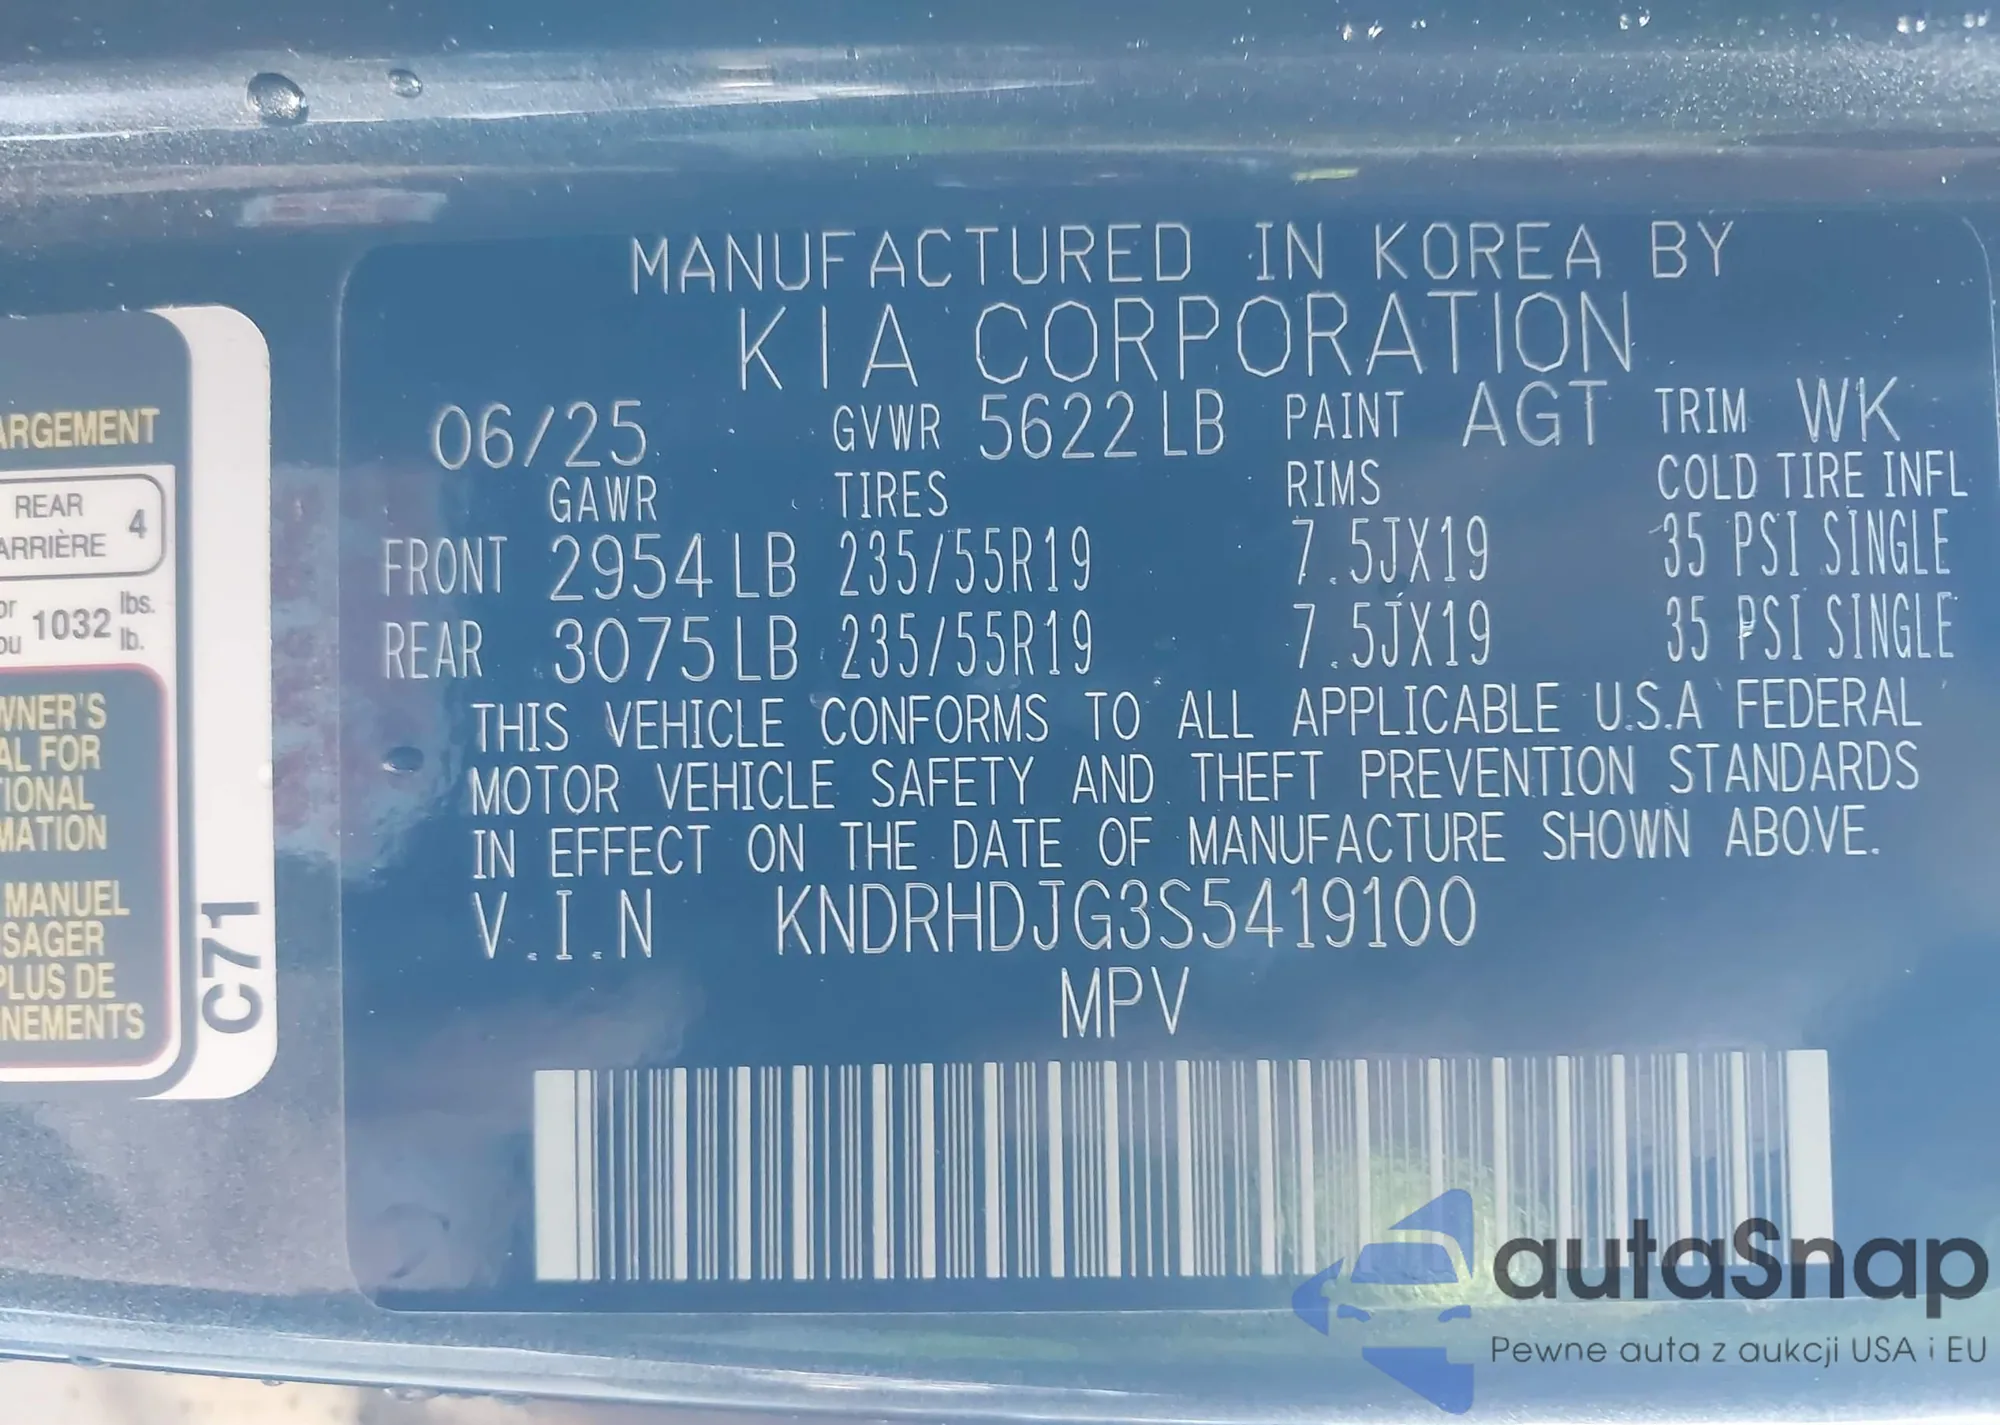 MANUFACTURED IN KOREA BY
KIA CORPORATION
06/25 GVWR 5622 LB PAINT AGT TRIM WK
GAWR TIRES RIMS COLD TIRE INFL
FRONT 2954 LB 235/55R19 7.5JX19 35 PSI SINGLE
REAR 3075 LB 235/55R19 7.5JX19 35 PSI SINGLE
THIS VEHICLE CONFORMS TO ALL APPLICABLE U.S.A FEDERAL
MOTOR VEHICLE SAFETY AND THEFT PREVENTION STANDARDS
IN EFFECT ON THE DATE OF MANUFACTURE SHOWN ABOVE.
V.I.N KNDRHDJG3S5419100
MPV
ARGEMENT
REAR 4
ARRIÈRE
or 1032 lbs.
ou lb.
WNER'S
AL FOR
TIONAL
MATION
MANUEL
SAGER
PLUS DE
NEMENTS
C71
autaSnap
Pewne auta z aukcji USA i EU